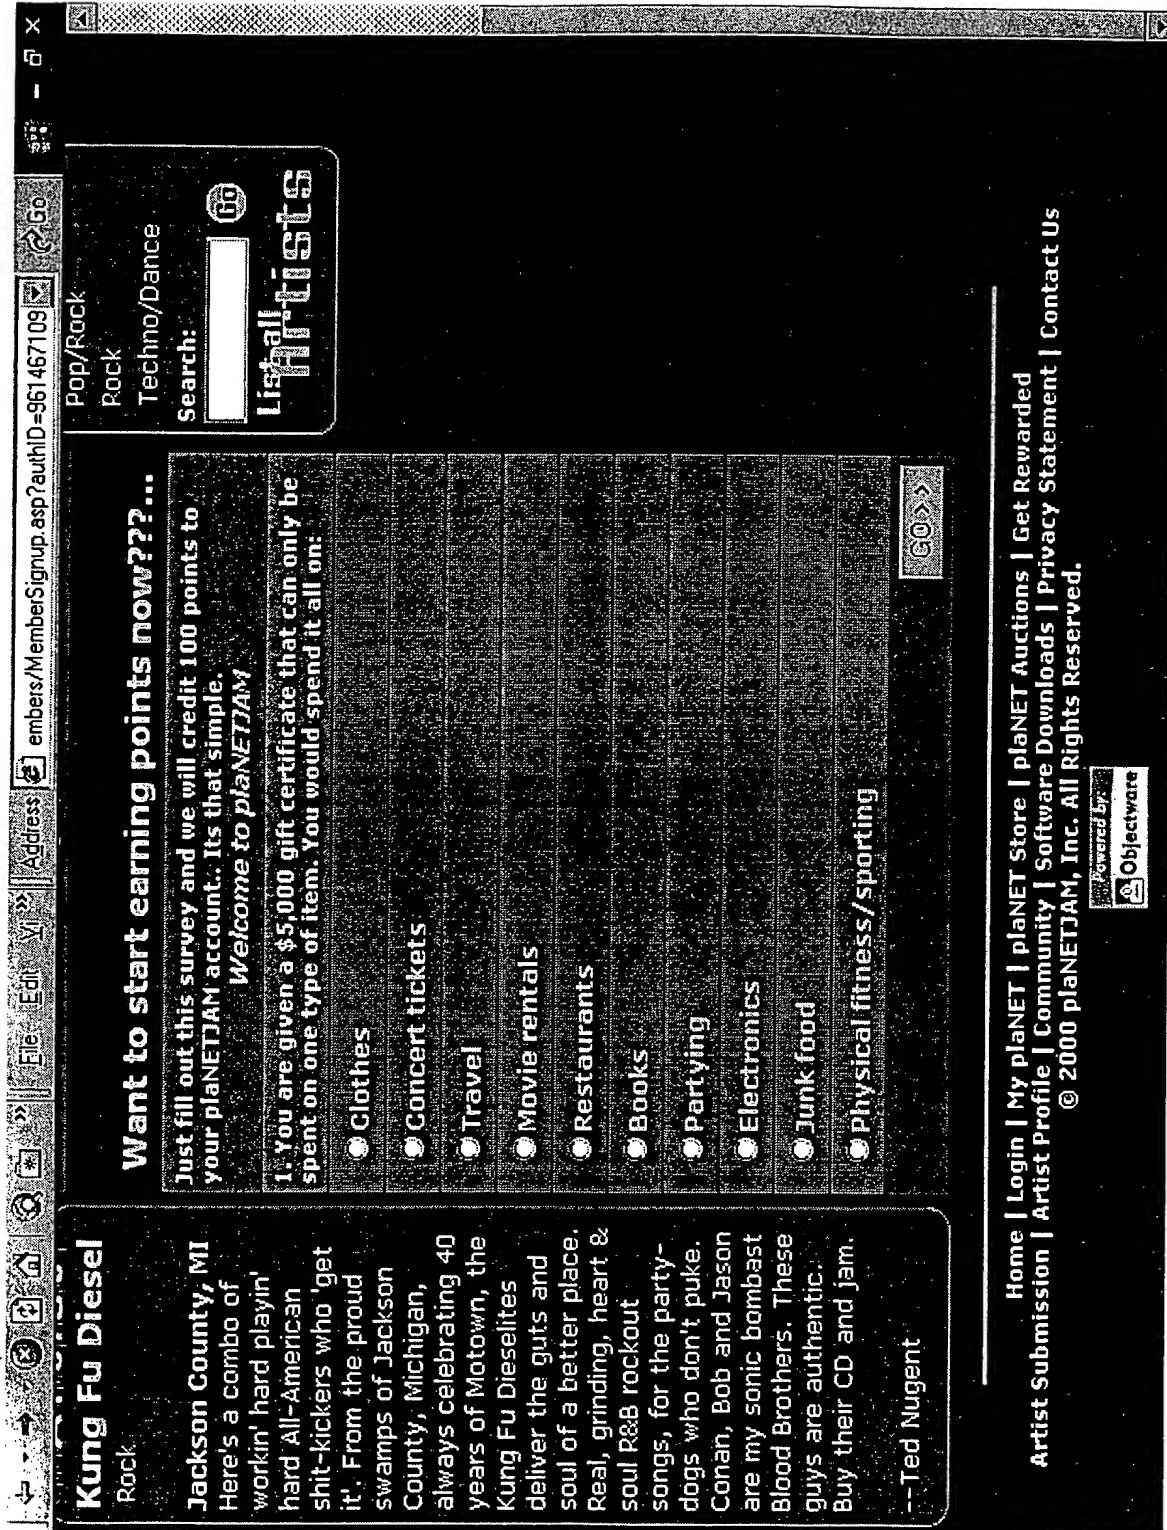 File Edit Vi » Address embers/MemberSignup.asp?authID=961467109 Go
Kung Fu Diesel
Rock
Jackson County, MI
Here's a combo of
workin' hard playin'
hard All-American
shit-kickers who 'get
it'. From the proud
swamps of Jackson
County, Michigan,
always celebrating 40
years of Motown, the
Kung Fu Dieselites
deliver the guts and
soul of a better place.
Real, grinding, heart &
soul R&B rockout
songs, for the party-
dogs who don't puke.
Conan, Bob and Jason
are my sonic bombast
Blood Brothers. These
guys are authentic.
Buy their CD and jam.
--Ted Nugent
Want to start earning points now???...
Just fill out this survey and we will credit 100 points to
your plaNETJAM account..Its that simple.
Welcome to plaNETJAM
1. You are given a $5,000 gift certificate that can only be
spent on one type of item. You would spend it all on:
Clothes
Concert tickets
Travel
Movie rentals
Restaurants
Books
Partying
Electronics
Junk food
Physical fitness/sporting
GO>>
Pop/Rock
Rock
Techno/Dance
Search:
Go
List all
Artists
Home | Login | My plaNET | plaNET Store | plaNET Auctions | Get Rewarded
Artist Submission | Artist Profile | Community | Software Downloads | Privacy Statement | Contact Us
© 2000 plaNETJAM, Inc. All Rights Reserved.
Powered by:
Objectware